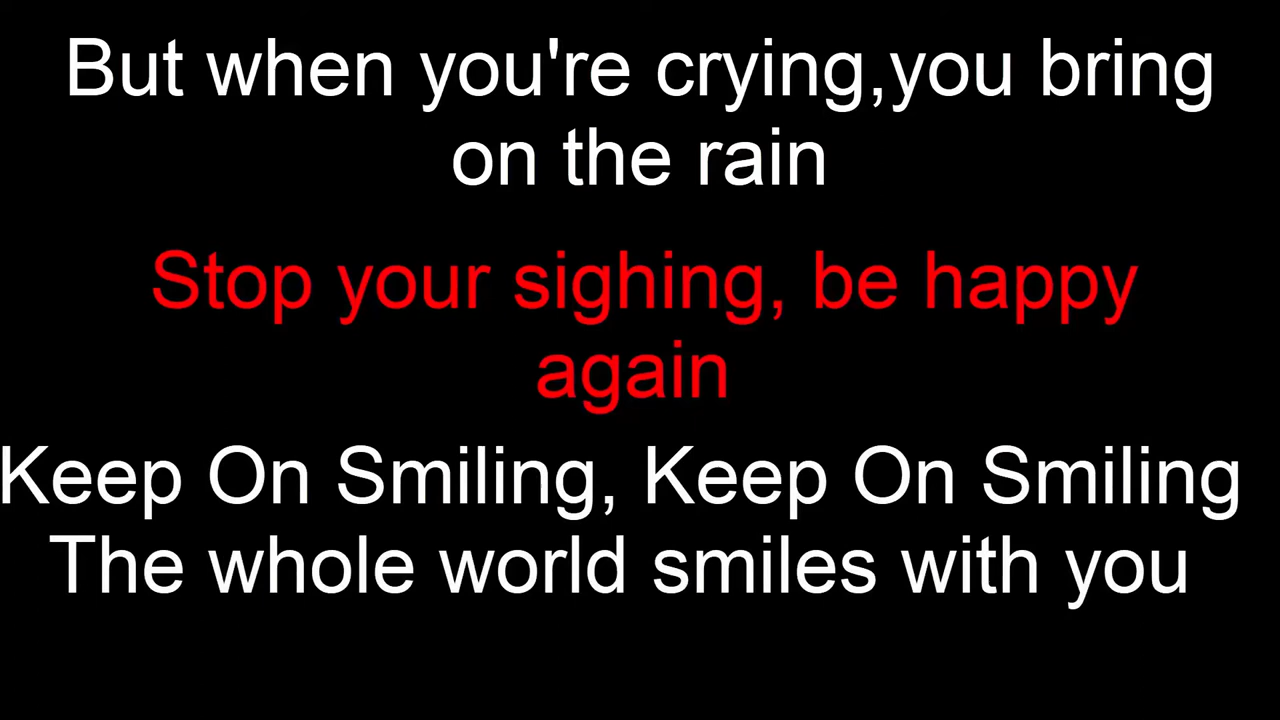 But when you're crying,you bring
on the rain
Stop your sighing, be happy
again
Keep On Smiling, Keep On Smiling
The whole world smiles with you